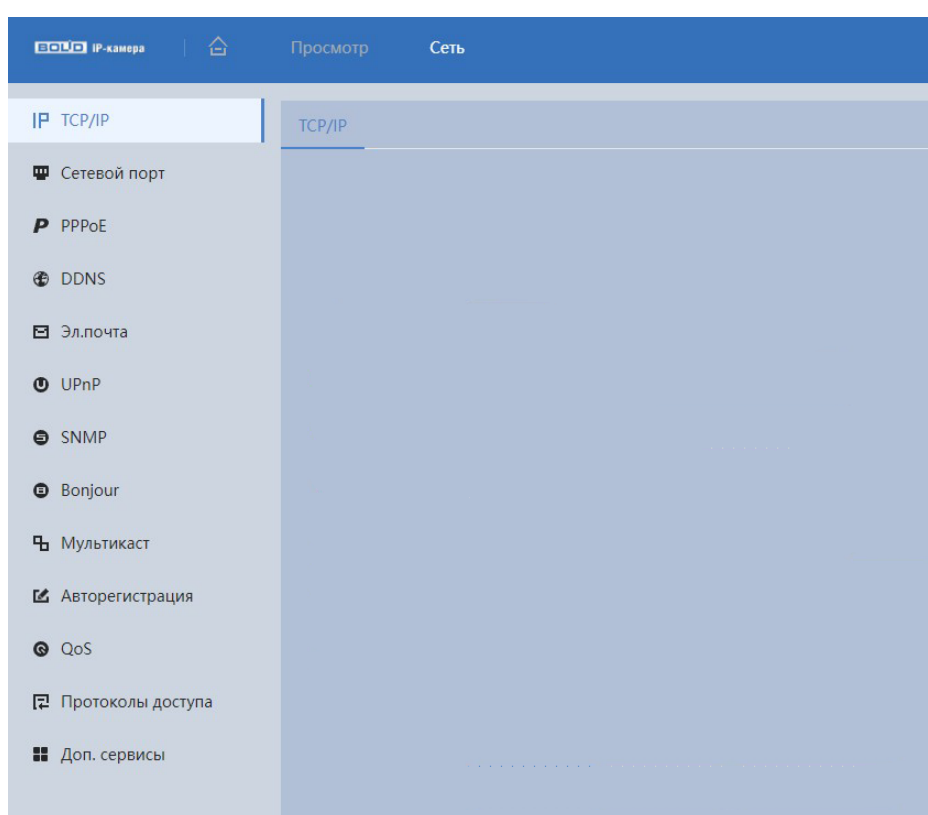 BOLID IP-камера Просмотр Сеть
TCP/IP
TCP/IP
Сетевой порт
PPPoE
DDNS
Эл.почта
UPnP
SNMP
Bonjour
Мультикаст
Авторегистрация
QoS
Протоколы доступа
Доп. сервисы